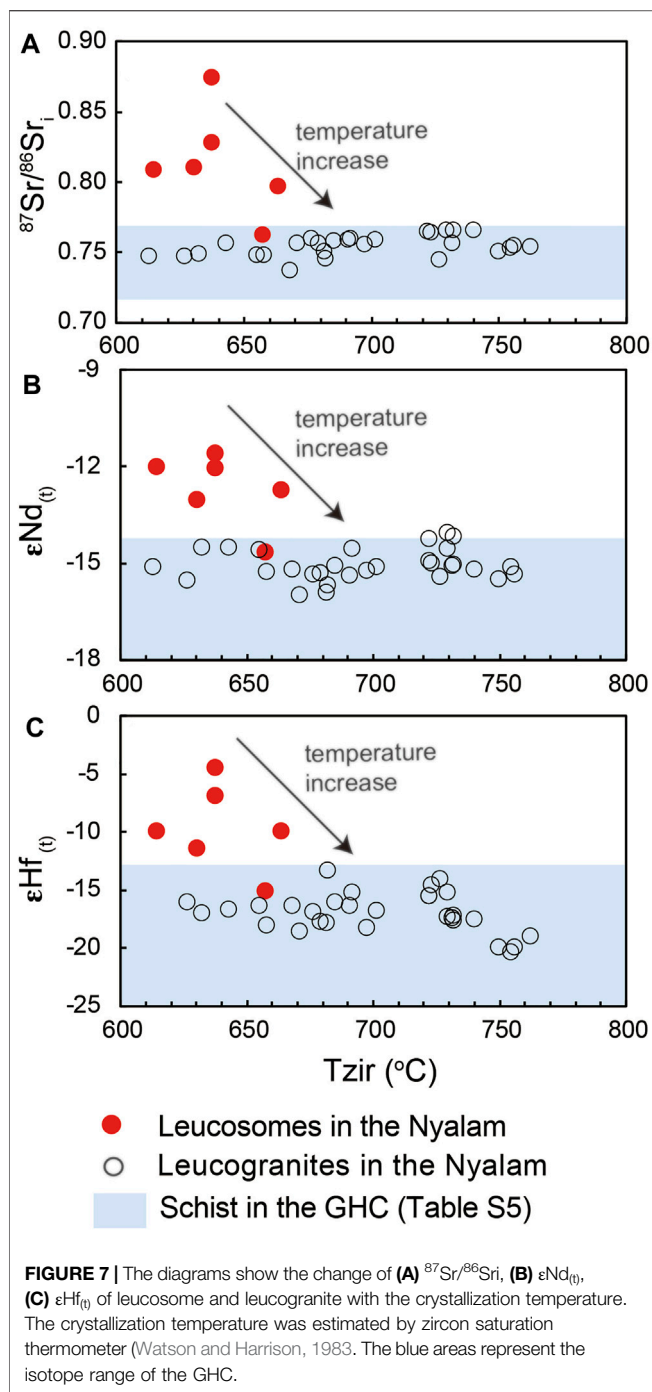 A
0.90
0.85
0.80
0.75
0.70
87Sr/86Sri
temperature
increase
600 650 700 750 800
B
-9
-12
-15
-18
εNd(t)
temperature
increase
600 650 700 750 800
C
0
-5
-10
-15
-20
-25
εHf(t)
temperature
increase
600 650 700 750 800
Tzir (°C)
Leucosomes in the Nyalam
Leucogranites in the Nyalam
Schist in the GHC (Table S5)
FIGURE 7 | The diagrams show the change of (A) 87Sr/86Sri, (B) εNd(t),
(C) εHf(t) of leucosome and leucogranite with the crystallization temperature.
The crystallization temperature was estimated by zircon saturation
thermometer (Watson and Harrison, 1983. The blue areas represent the
isotope range of the GHC.